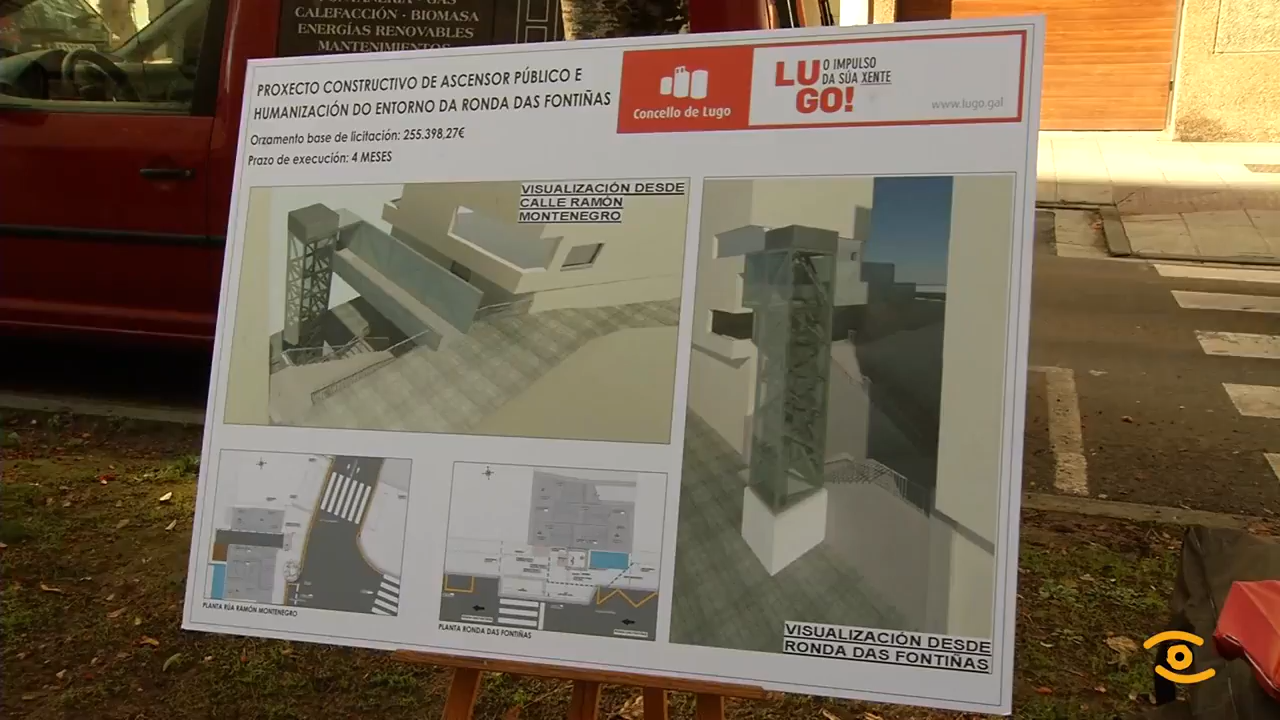 FONTANERÍA · GAS
CALEFACCIÓN · BIOMASA
ENERGÍAS RENOVABLES
MANTENIMIENTOS
PROXECTO CONSTRUCTIVO DE ASCENSOR PÚBLICO E
HUMANIZACIÓN DO ENTORNO DA RONDA DAS FONTIÑAS
Orzamento base de licitación: 255.398,27€
Prazo de execución: 4 MESES
Concello de Lugo
LU
GO!
O IMPULSO
DA SÚA XENTE
www.lugo.gal
VISUALIZACIÓN DESDE
CALLE RAMÓN
MONTENEGRO
PLANTA RÚA RAMÓN MONTENEGRO
PLANTA RONDA DAS FONTIÑAS
VISUALIZACIÓN DESDE
RONDA DAS FONTIÑAS